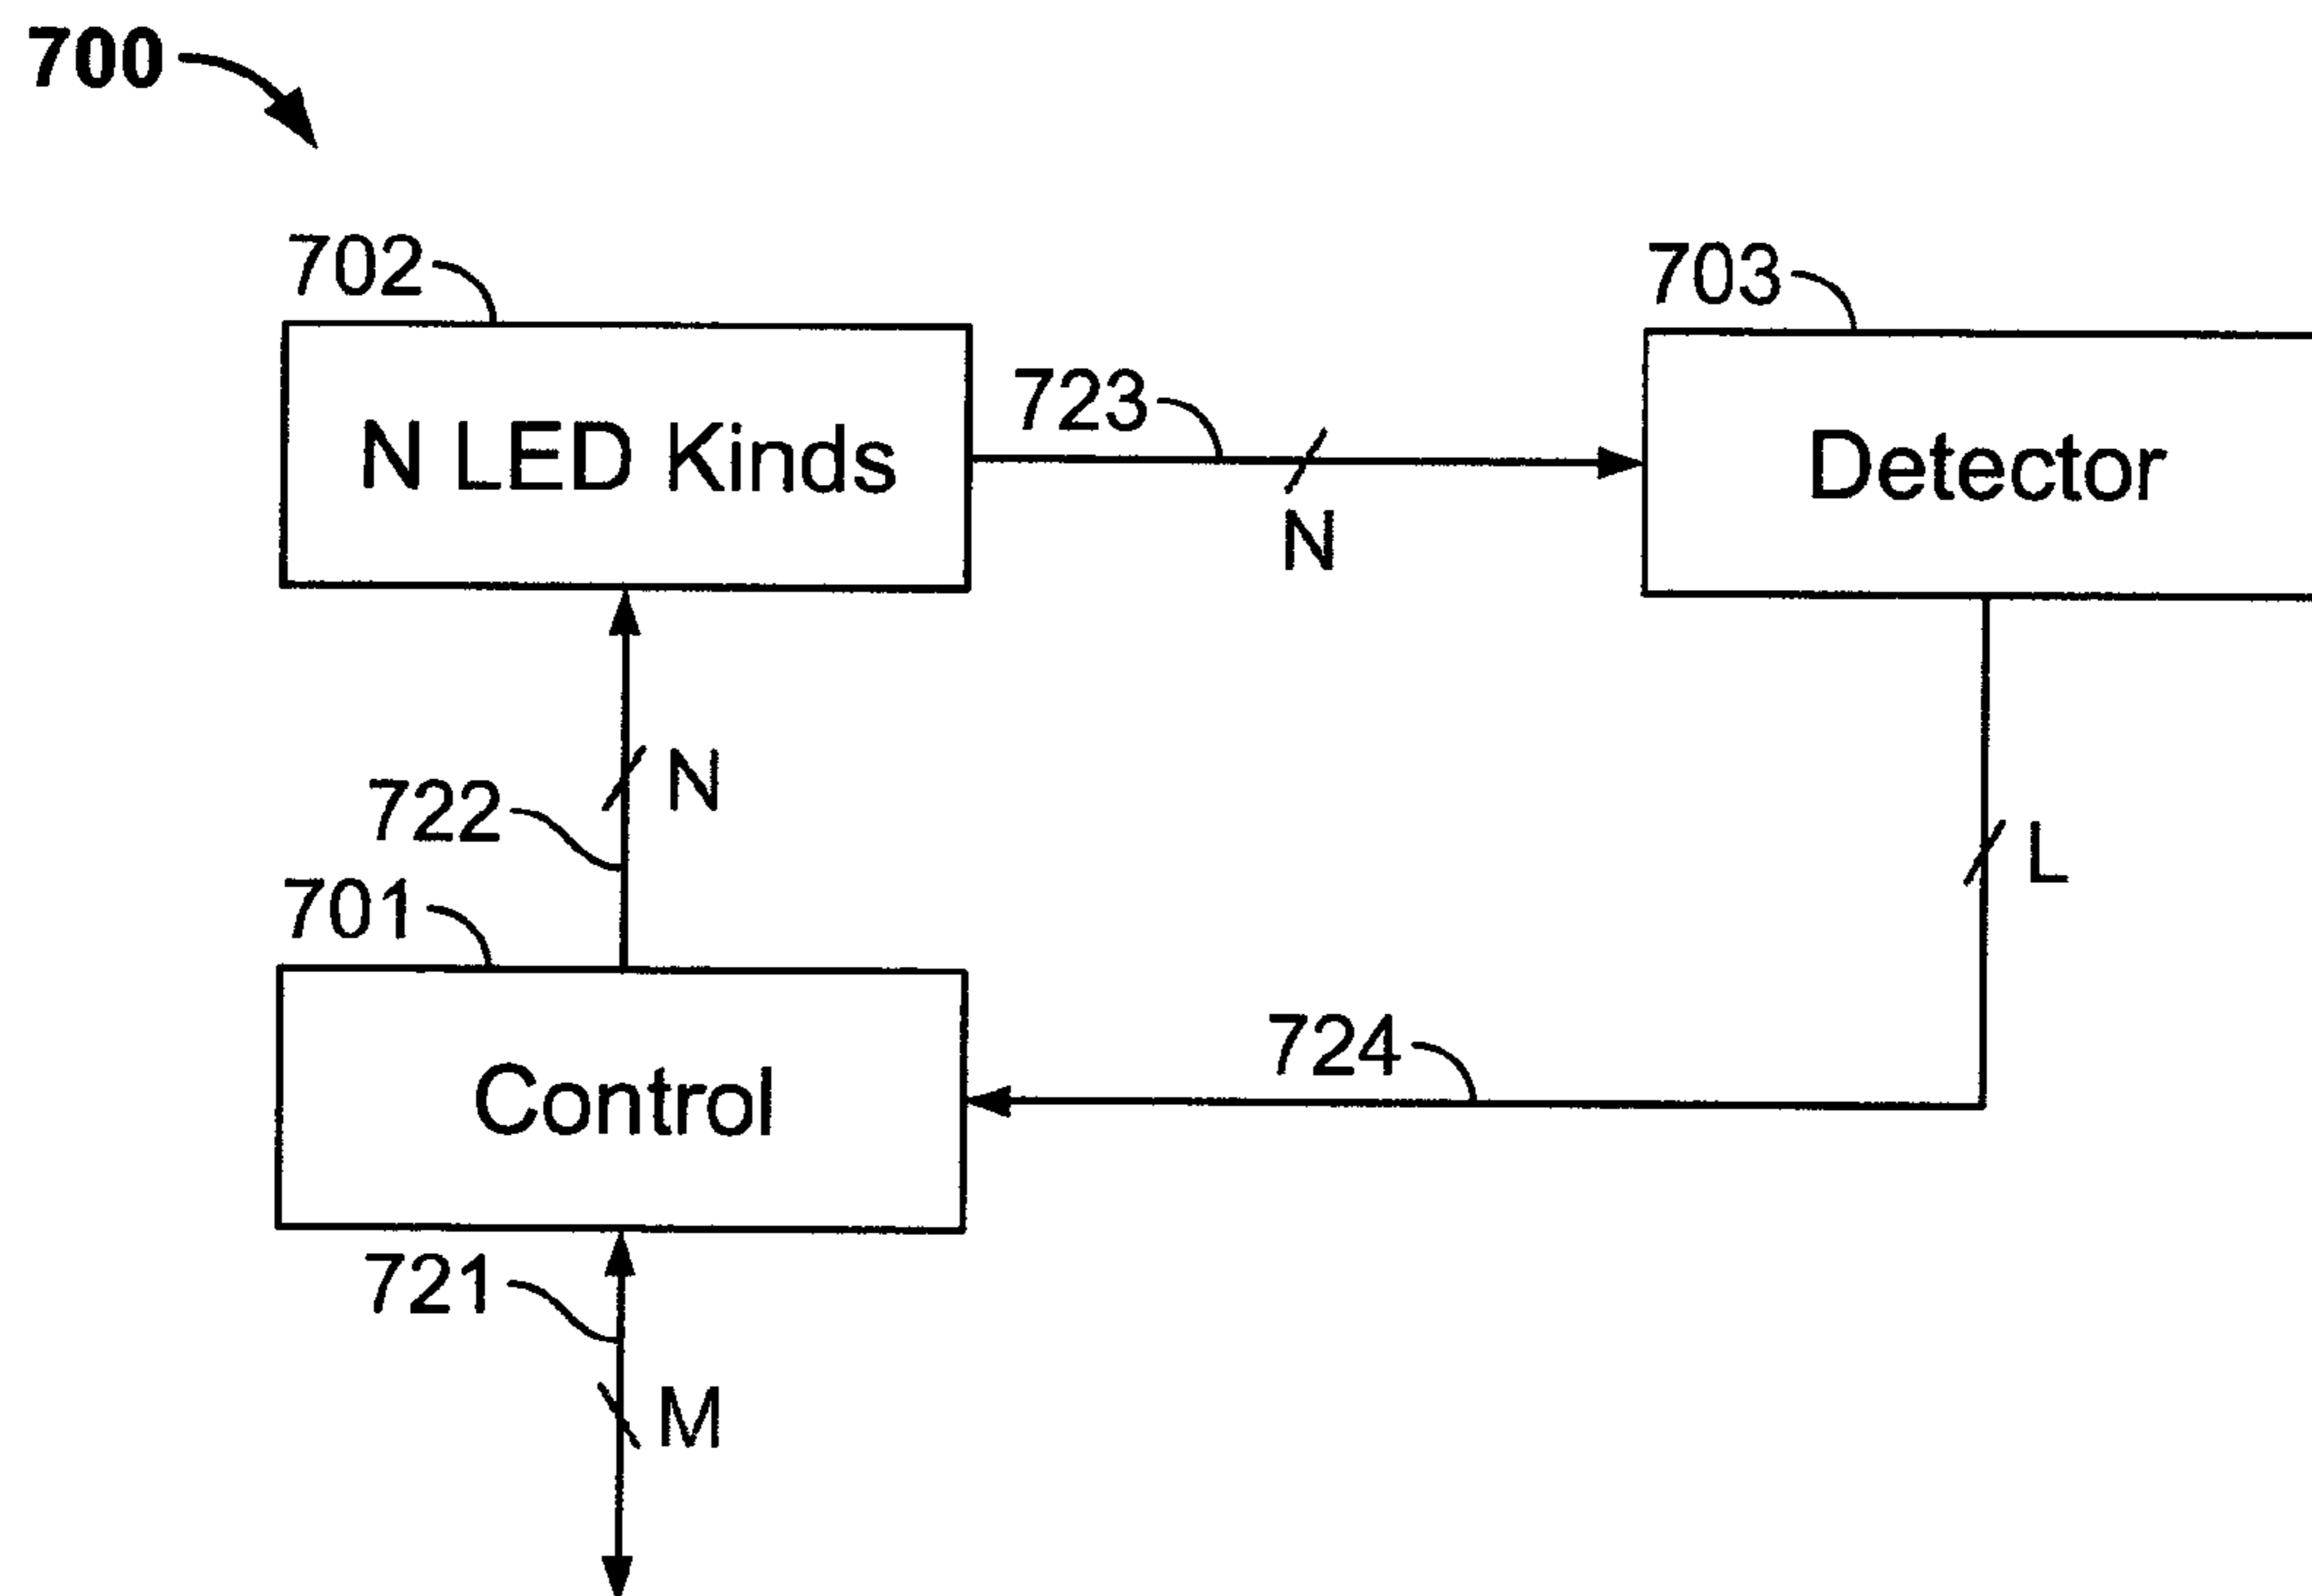 700
702
703
N LED Kinds
723
N
Detector
722
N
L
701
Control
724
721
M